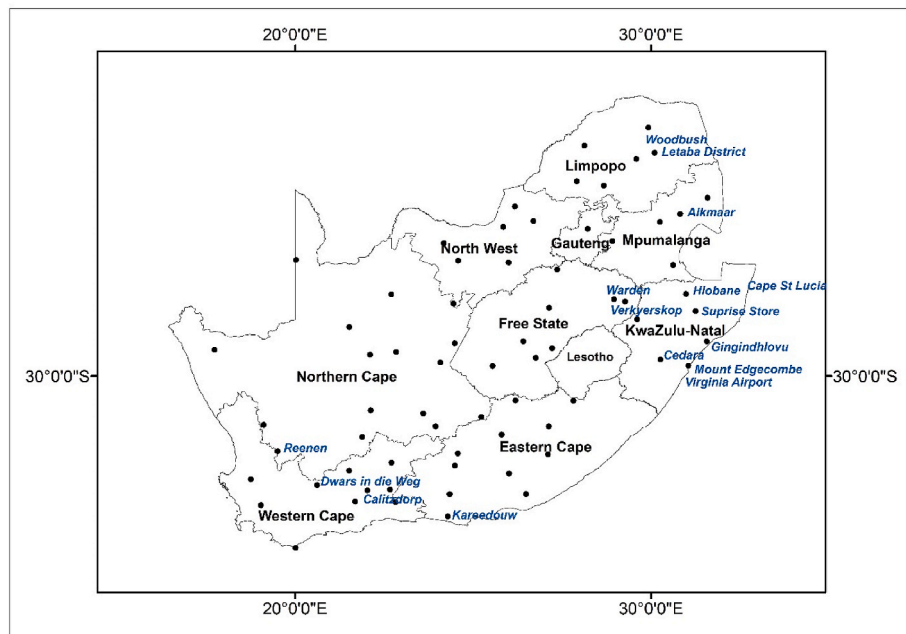 20°0'0"E 30°0'0"E
Woodbush
Letaba District
Limpopo
Alkmaar
North West
Gauteng
Mpumalanga
Warden
Hlobane
Cape St Lucia
Verkyerskop
Suprise Store
Free State
KwaZulu-Natal
Lesotho
Gingindhlovu
Cedara
Mount Edgecombe
Virginia Airport
30°0'0"S 30°0'0"S
Northern Cape
Eastern Cape
Reenen
Dwars in die Weg
Calitzdorp
Western Cape
Kareedouw
20°0'0"E 30°0'0"E